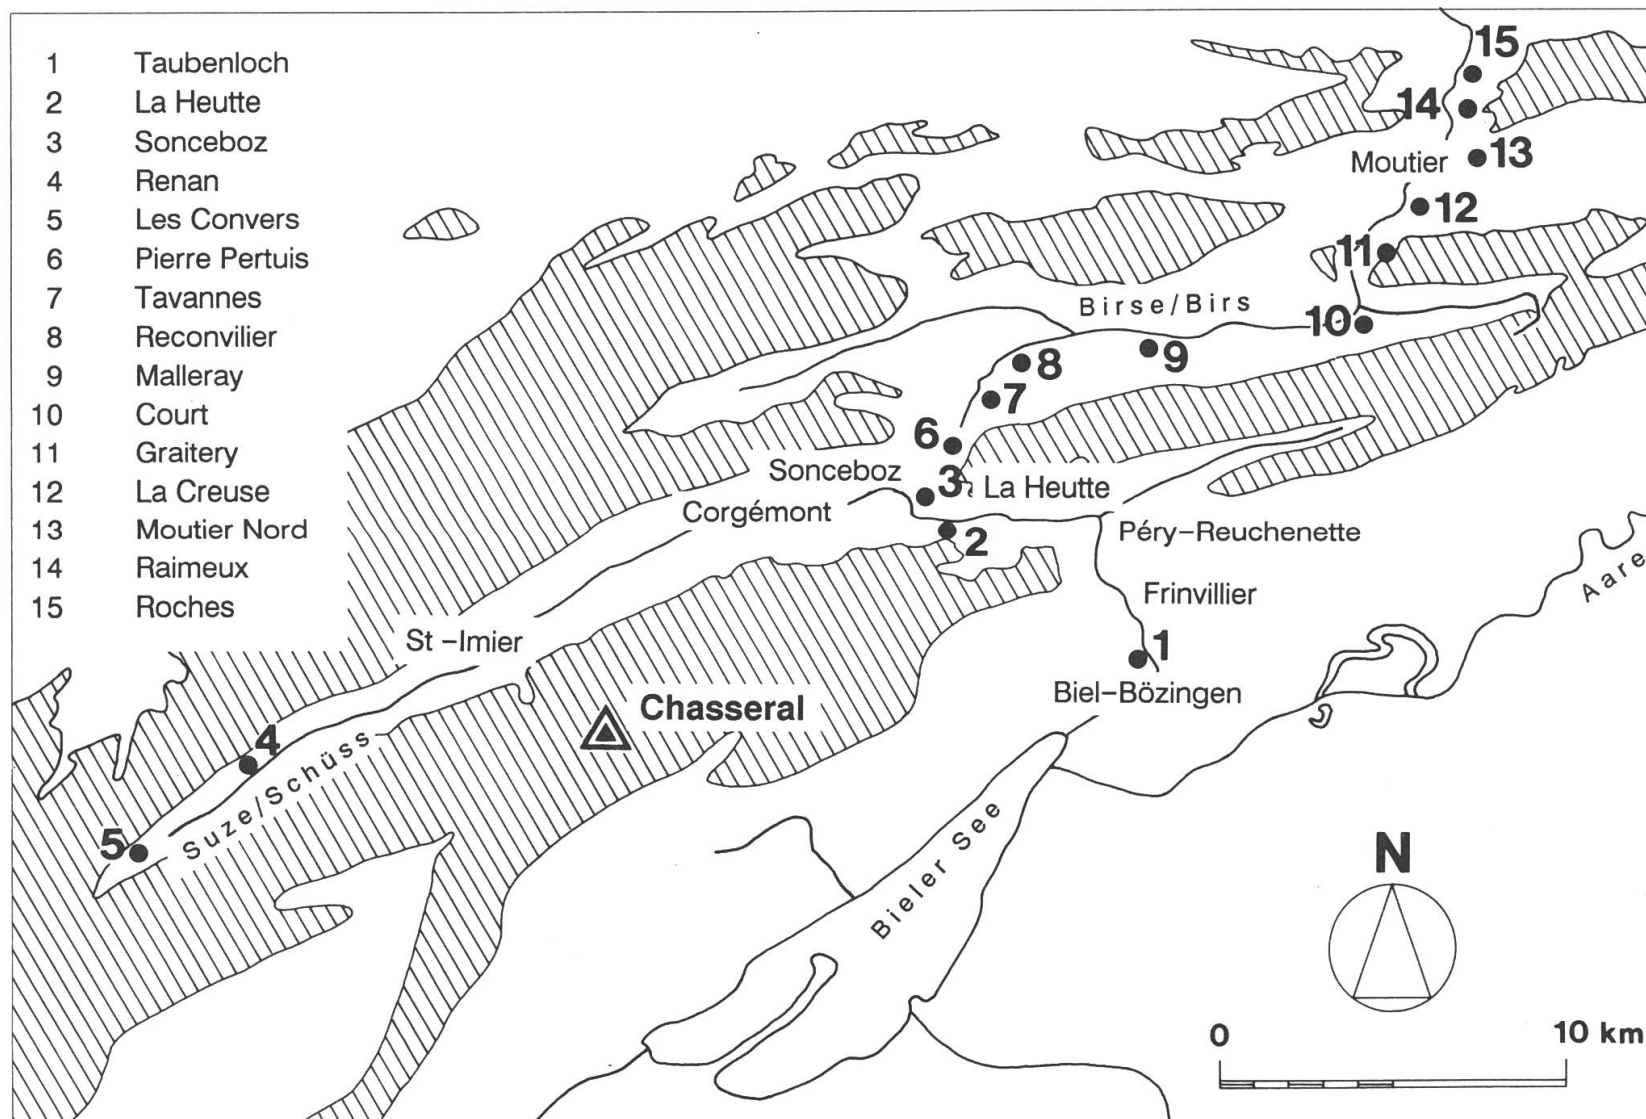 1 Taubenloch
2 La Heutte
3 Sonceboz
4 Renan
5 Les Convers
6 Pierre Pertuis
7 Tavannes
8 Reconvilier
9 Malleray
10 Court
11 Graitery
12 La Creuse
13 Moutier Nord
14 Raimeux
15 Roches
15
14
Moutier
13
12
11
Birse/Birs
10
9
8
7
6
Sonceboz
3
La Heutte
Corgémont
2
Péry–Reuchenette
Aare
Frinvillier
St –Imier
1
Biel–Bözingen
Chasseral
4
Suze/Schüss
5
Bieler See
N
0
10 km